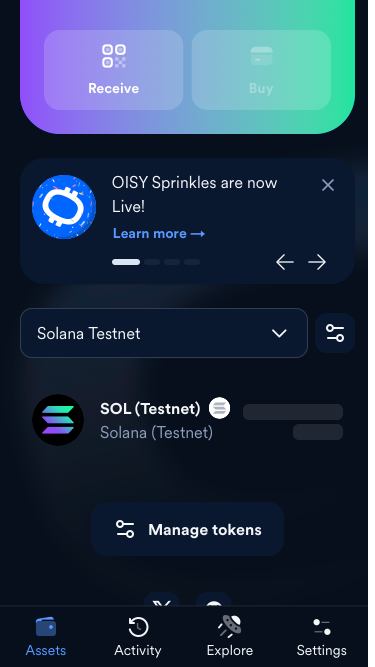 Receive
Buy
OISY Sprinkles are now
Live!
Learn more →
Solana Testnet
SOL (Testnet)
Solana (Testnet)
Manage tokens
Assets
Activity
Explore
Settings